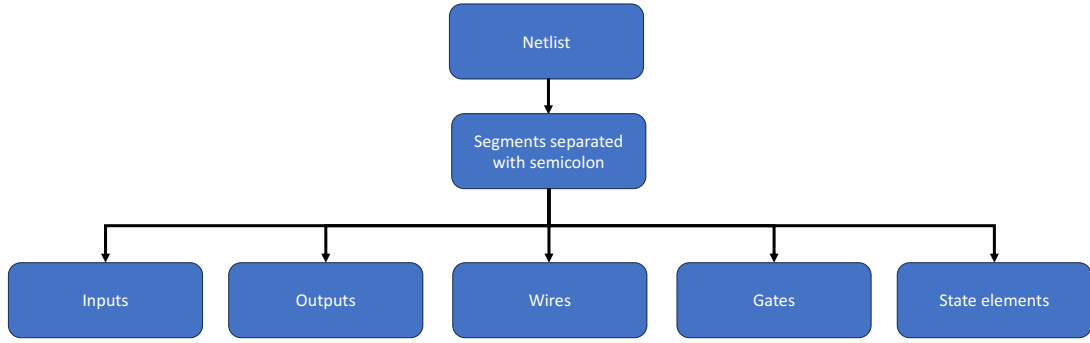 Netlist
Segments separated
with semicolon
Inputs
Outputs
Wires
Gates
State elements